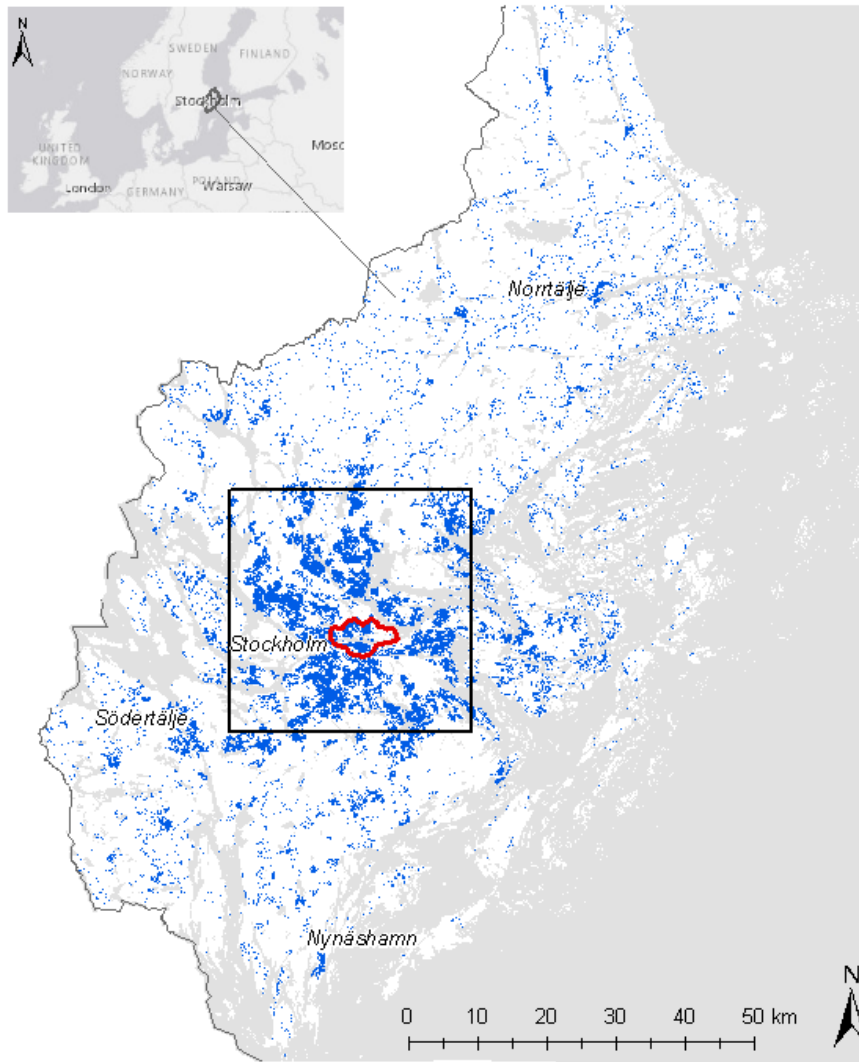 N
SWEDEN
FINLAND
NORWAY
Stockholm
Mosc
UNITED
KINGDOM
London
POLAND
GERMANY
Warsaw
Norrtälje
Stockholm
Södertälje
Nynäshamn
0 10 20 30 40 50 km
N